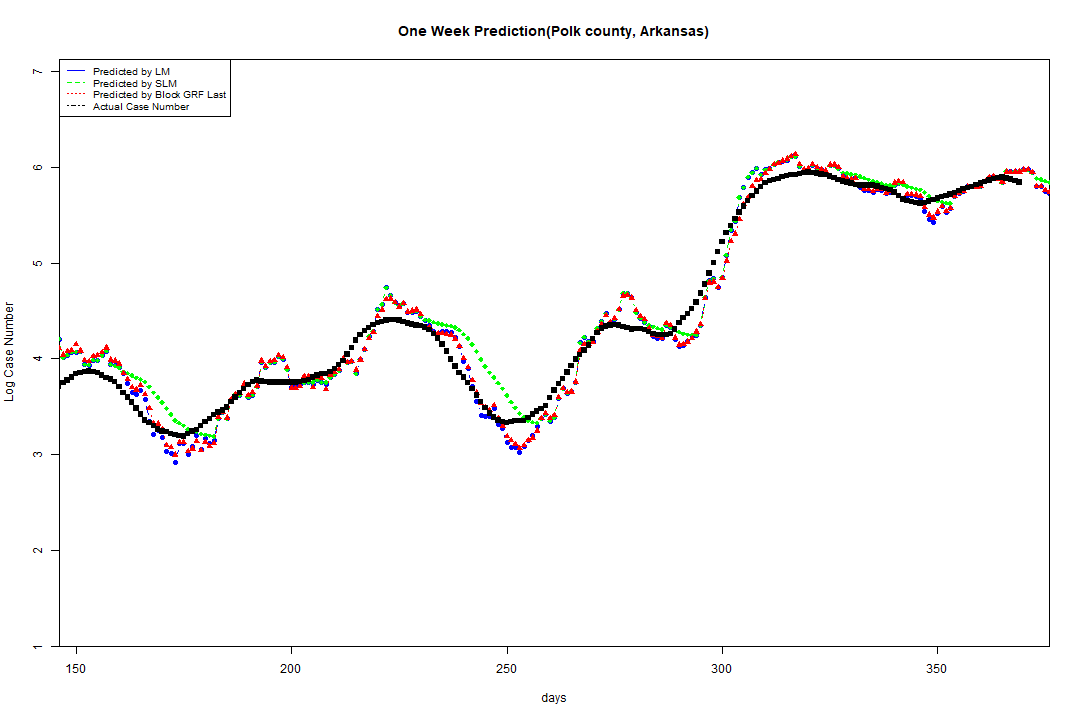 One Week Prediction(Polk county, Arkansas)
Predicted by LM
Predicted by SLM
Predicted by Block GRF Last
Actual Case Number
7
6
5
4
3
2
1
Log Case Number
150 200 250 300 350
days